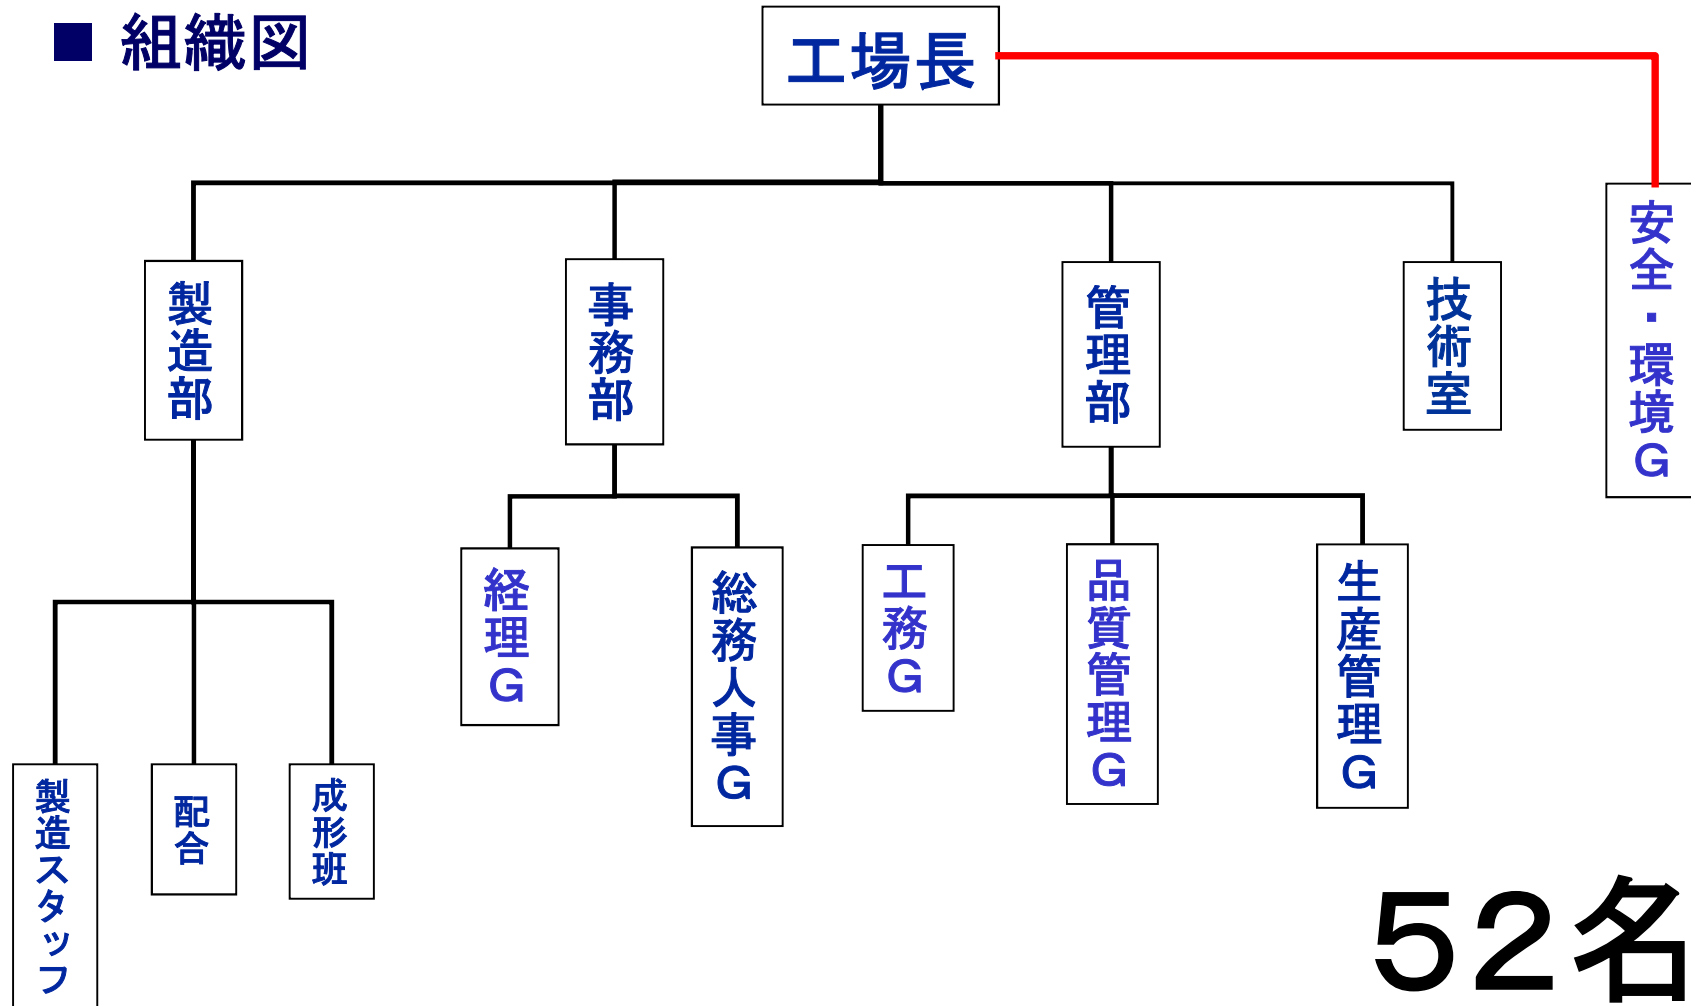 ■ 組織図
工場長
製造部
事務部
管理部
技術室
安全・環境Ｇ
経理Ｇ
総務人事Ｇ
工務Ｇ
品質管理Ｇ
生産管理Ｇ
製造スタッフ
配合
成形班
５２名